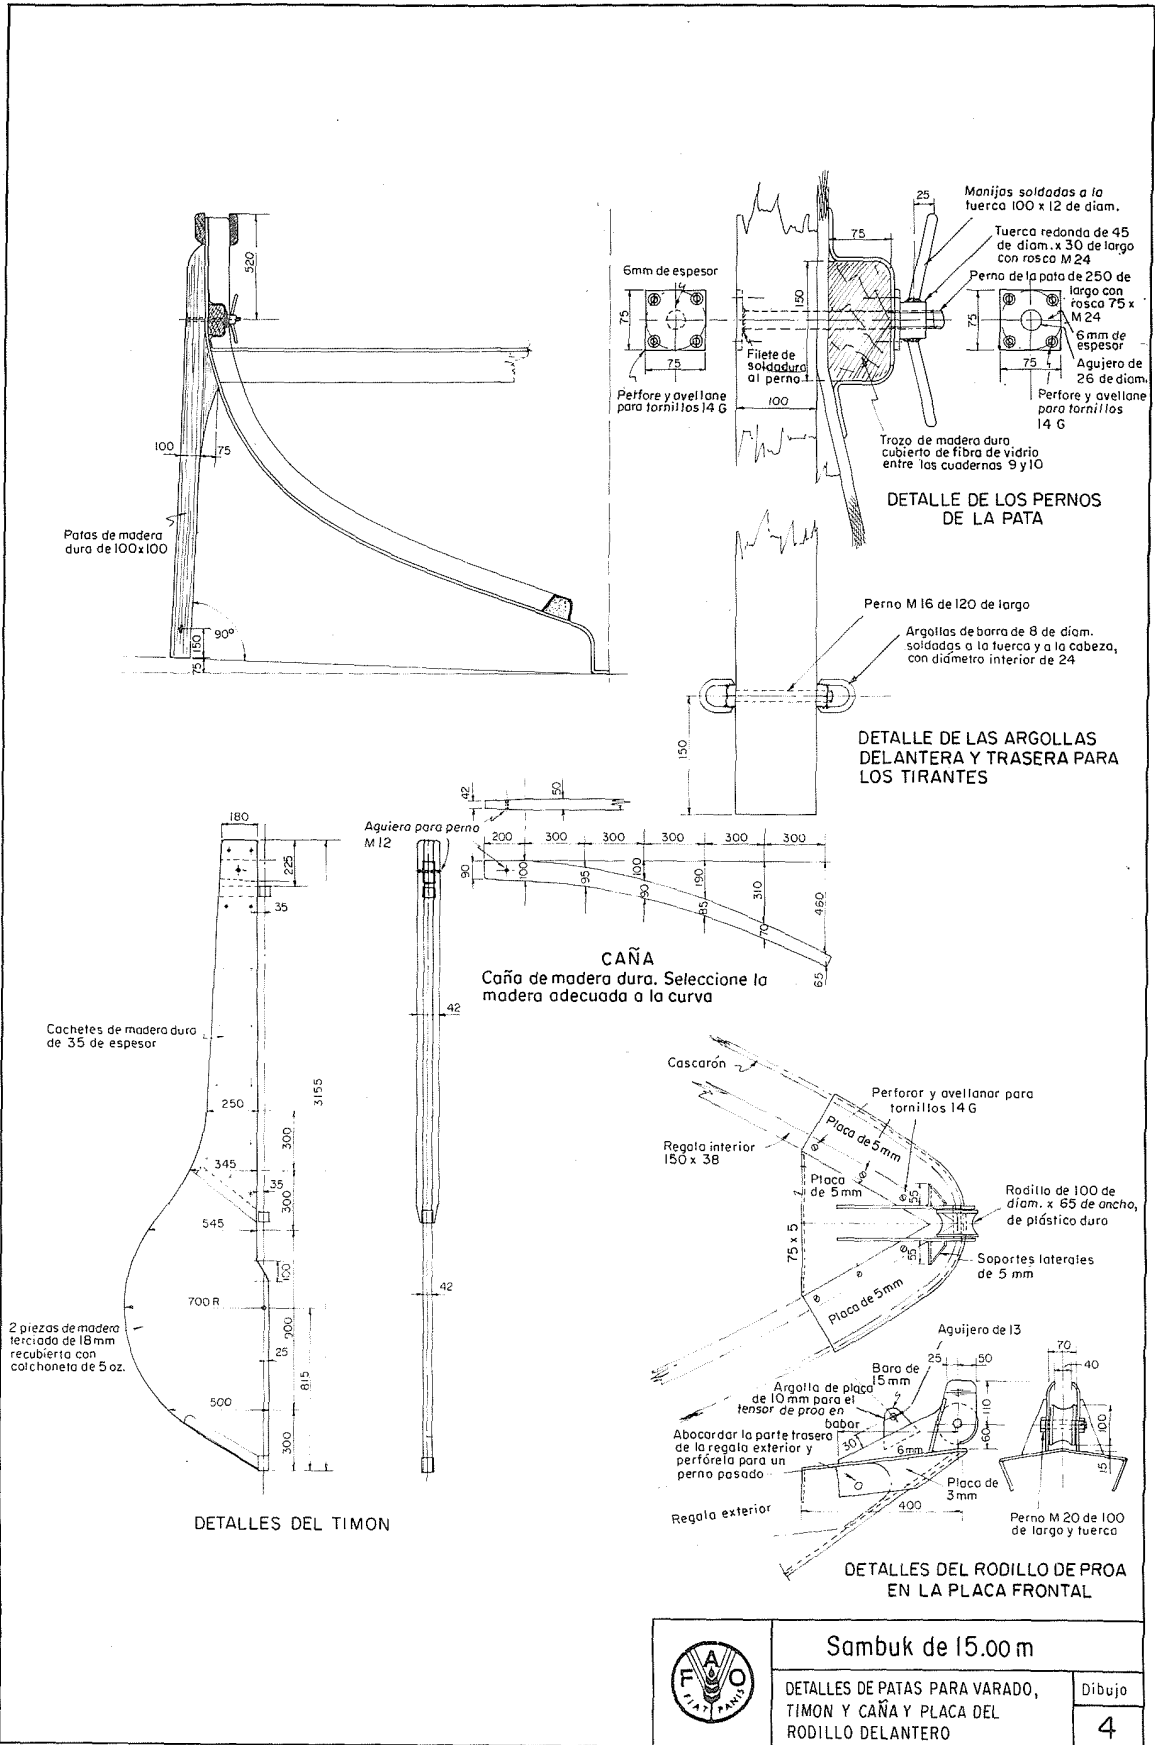 520
100
75
Patas de madera
dura de 100x100
90°
150
75
6mm de espesor
75
75
Perfore y avellane
para tornillos 14 G
Filete de
soldadura
al perno
100
150
75
25
Manijas soldadas a la
tuerca 100 x 12 de diam.
Tuerca redonda de 45
de diam. x 30 de largo
con rosca M24
Perno de la pata de 250 de
largo con
rosca 75 x
M 24
6mm de
espesor
Agujero de
26 de diam.
75
75
Perfore y avellane
para tornillos
14 G
Trozo de madera dura
cubierto de fibra de vidrio
entre las cuadernas 9 y 10
DETALLE DE LOS PERNOS
DE LA PATA
Perno M 16 de 120 de largo
Argollas de barra de 8 de diam.
soldadas a la tuerca y a la cabeza,
con diámetro interior de 24
150
DETALLE DE LAS ARGOLLAS
DELANTERA Y TRASERA PARA
LOS TIRANTES
42
50
Agujero para perno
M 12
200 300 300 300 300 300
90
100
95
100
90
190
85
310
70
460
65
CAÑA
Caña de madera dura. Seleccione la
madera adecuada a la curva
180
225
35
Cachetes de madera dura
de 35 de espesor
3155
250
300
345
35
300
545
100
700 R
900
25
815
500
300
2 piezas de madera
terciada de 18mm
recubierta con
colchoneta de 5 oz.
42
42
DETALLES DEL TIMON
Cascarón
Perforar y avellanar para
tornillos 14 G
Regala interior
150 x 38
Placa de 5mm
Placa
de 5mm
55
75 x 5
55
Placa de 5mm
Rodillo de 100 de
diam. x 65 de ancho,
de plástico duro
Soportes laterales
de 5 mm
Agujero de 13
Bara de
15mm
25
50
Argolla de placa
de 10 mm para el
tensor de proa en
babor
Abocardar la parte trasera
de la regala exterior y
perfórela para un
perno pasado
30
6mm
110
60
Placa de
3mm
400
Regala exterior
70
40
100
15
Perno M 20 de 100
de largo y tuerca
DETALLES DEL RODILLO DE PROA
EN LA PLACA FRONTAL
F A O
FIAT PANIS
Sambuk de 15.00 m
DETALLES DE PATAS PARA VARADO,
TIMON Y CAÑA Y PLACA DEL
RODILLO DELANTERO
Dibujo
4